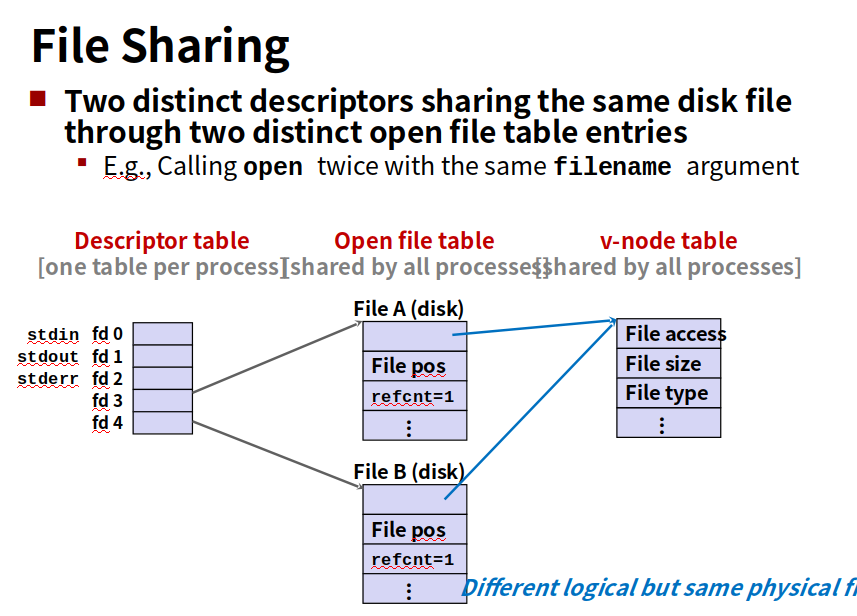 File Sharing
Two distinct descriptors sharing the same disk file
through two distinct open file table entries
E.g., Calling open twice with the same filename argument
Descriptor table
[one table per process]
Open file table
[shared by all processes]
v-node table
[shared by all processes]
stdin fd 0
stdout fd 1
stderr fd 2
fd 3
fd 4
File A (disk)
File pos
refcnt=1
⋮
File B (disk)
File pos
refcnt=1
⋮
File access
File size
File type
⋮
Different logical but same physical fi